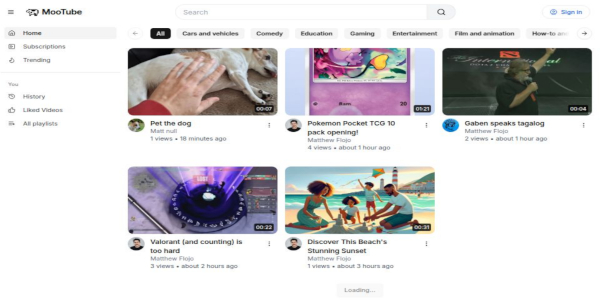 MooTube
Search
Sign in
Home
Subscriptions
Trending
You
History
Liked Videos
All playlists
All
Cars and vehicles
Comedy
Education
Gaming
Entertainment
Film and animation
How-to
00:07
Pet the dog
Matt null
1 views • 18 minutes ago
Ram
20
01:21
Pokemon Pocket TCG 10
pack opening!
Matthew Flojo
4 views • about 1 hour ago
00:04
Gaben speaks tagalog
Matthew Flojo
2 views • about 1 hour ago
00:22
Valorant (and counting) is
too hard
Matthew Flojo
3 views • about 2 hours ago
00:31
Discover This Beach's
Stunning Sunset
Matthew Flojo
1 views • about 3 hours ago
Loading...